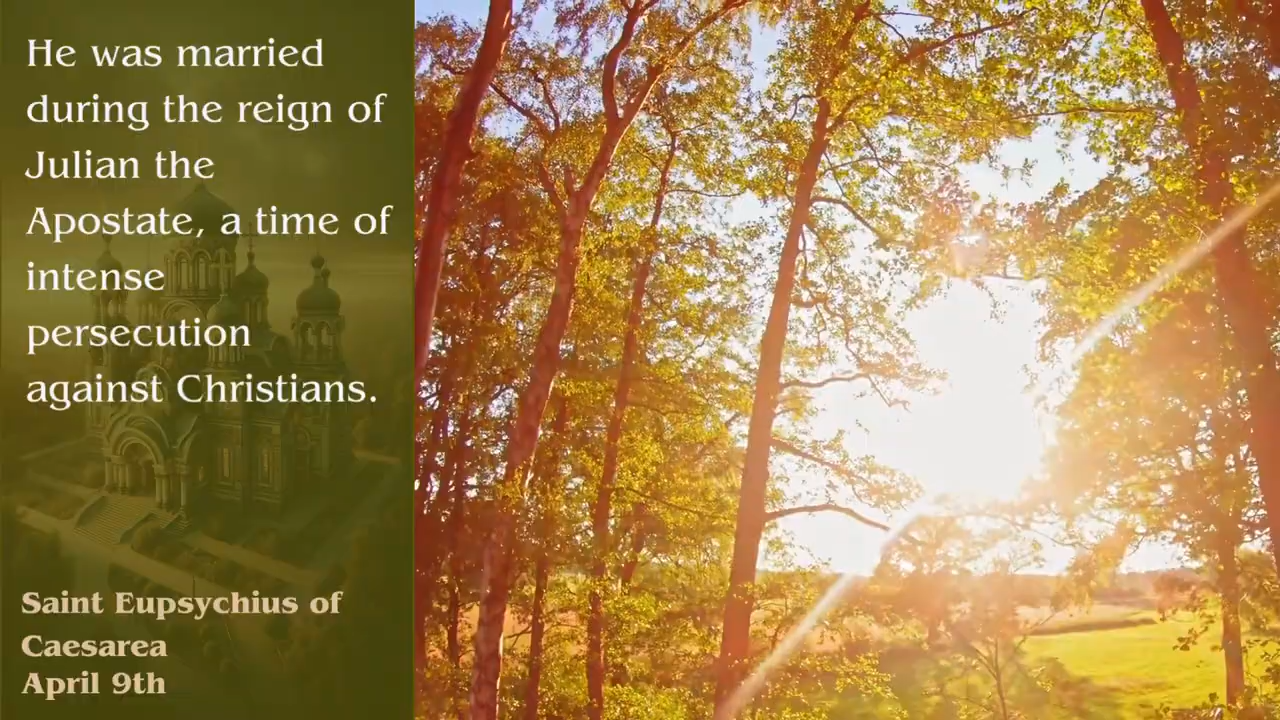 He was married
during the reign of
Julian the
Apostate, a time of
intense
persecution
against Christians.
Saint Eupsychius of
Caesarea
April 9th